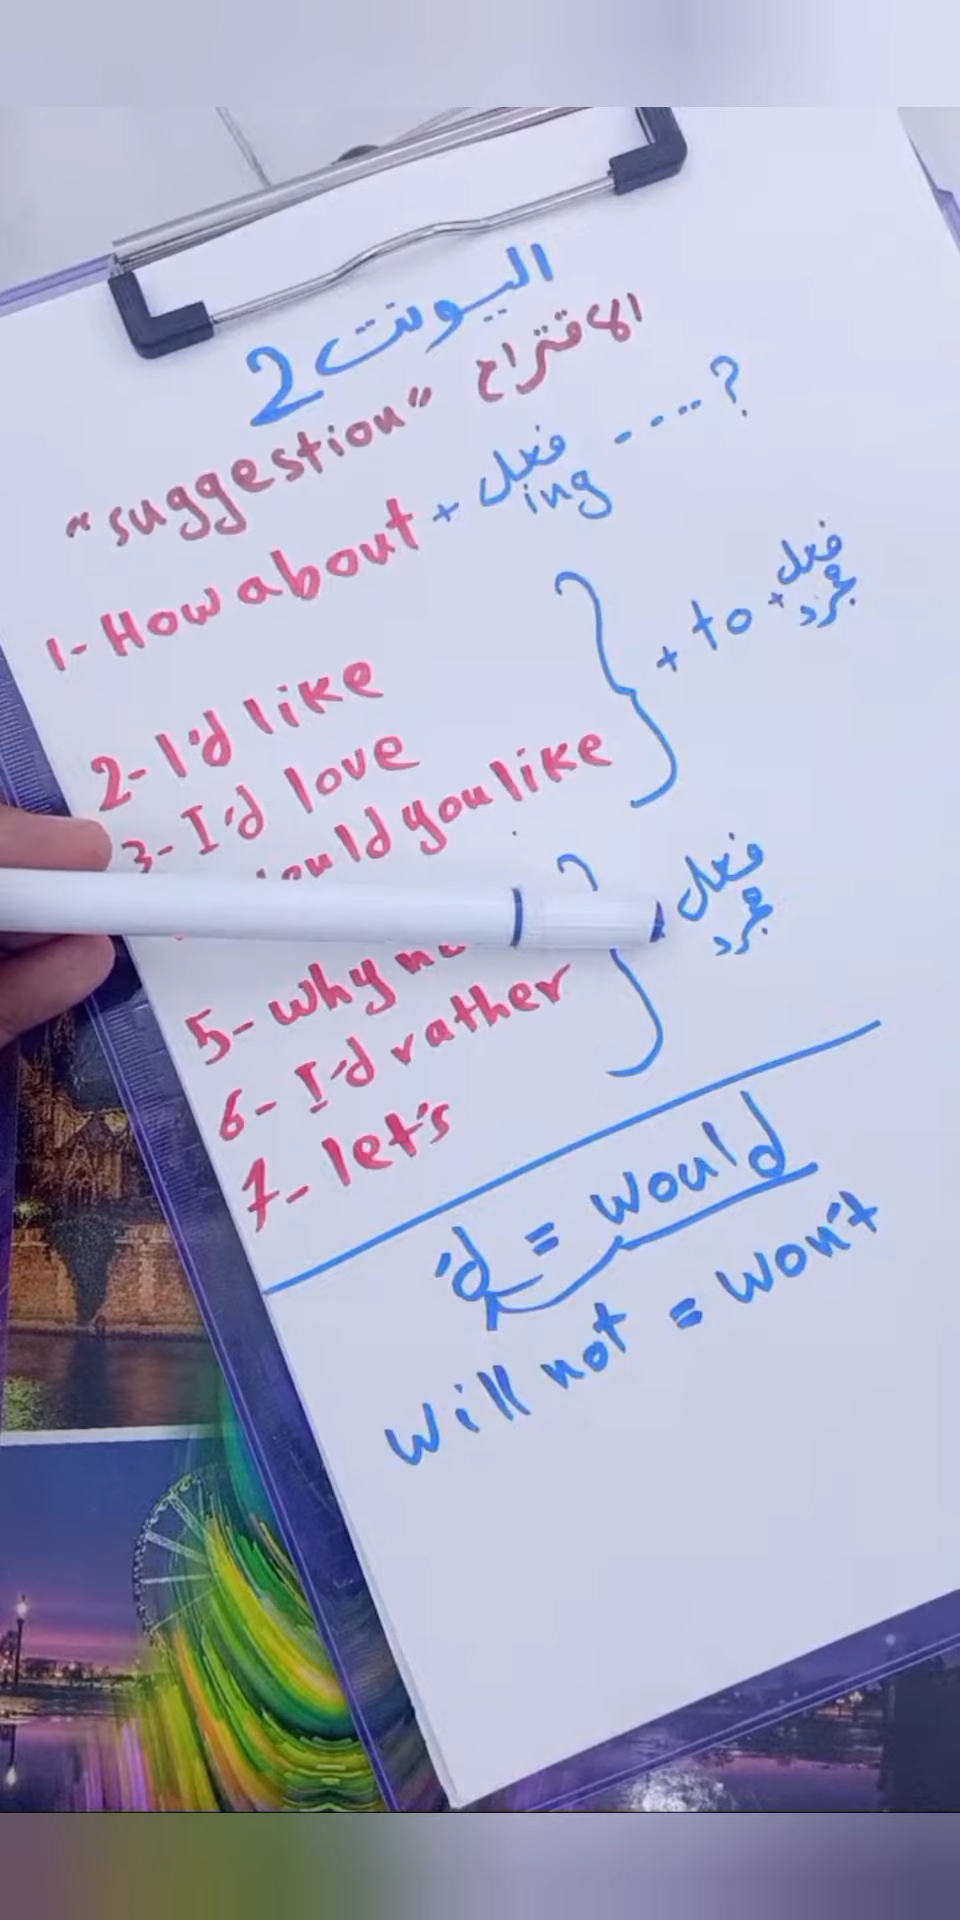 اليونت 2
"suggestion" الاقتراح
1- How about + فعل ing ----?
2- I'd like
3- I'd love
you like
+ to + فعل مجرد
5- why
6- I'd rather
7- let's
فعل مجرد
'd = would
will not = won't